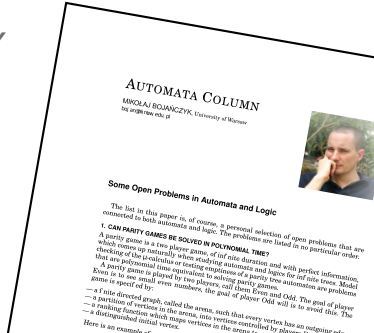 AUTOMATA COLUMN
MIKOŁAJ BOJAŃCZYK, University of Warsaw
Some Open Problems in Automata and Logic
The list in this paper is, of course, a personal selection of open problems that are
connected to both automata and logic. The problems are listed in no particular order.
1. CAN PARITY GAMES BE SOLVED IN POLYNOMIAL TIME?
A parity game is a two player game, of infinite duration and with perfect information,
which comes up naturally when studying automata and logics for infinite trees. Model
checking of the μ-calculus or testing emptiness of a parity tree automaton are problems
that are polynomial time equivalent to solving parity games.
A parity game is played by two players, call them Even and Odd. The goal of player
Even is to see small even numbers, the goal of player Odd will is to avoid this. The
game is specif ed by:
— a f nite directed graph, called the arena, such that every vertex has an outgoing
— a partition of vertices in the arena, into vertices controlled by
— a ranking function which maps vertices in the arena to
— a distinguished initial vertex.
Here is an example of